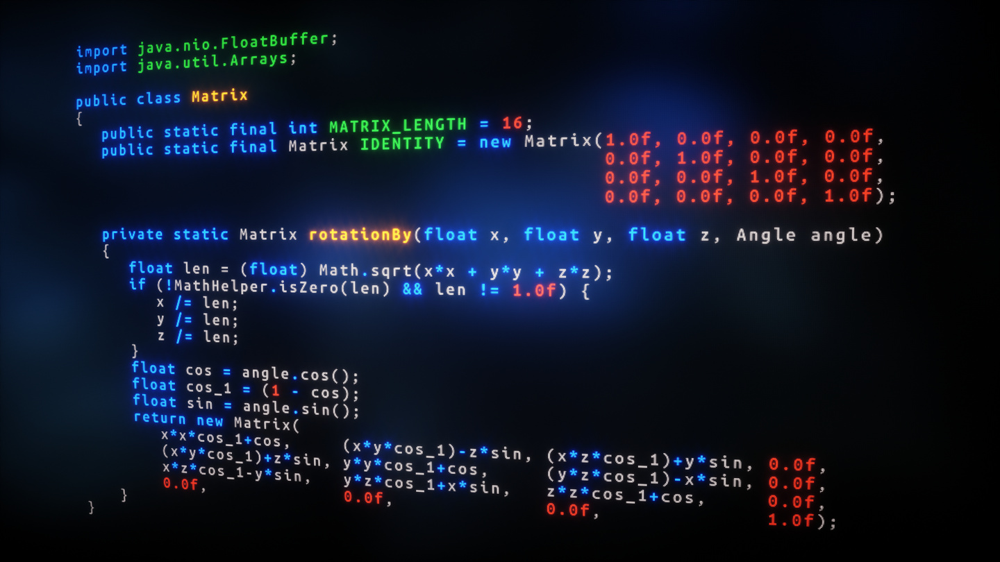 import java.nio.FloatBuffer;
import java.util.Arrays;
public class Matrix
{
public static final int MATRIX_LENGTH = 16;
public static final Matrix IDENTITY = new Matrix(1.0f, 0.0f, 0.0f, 0.0f,
0.0f, 1.0f, 0.0f, 0.0f,
0.0f, 0.0f, 1.0f, 0.0f,
0.0f, 0.0f, 0.0f, 1.0f);
private static Matrix rotationBy(float x, float y, float z, Angle angle)
{
float len = (float) Math.sqrt(x*x + y*y + z*z);
if (!MathHelper.isZero(len) && len != 1.0f) {
x /= len;
y /= len;
z /= len;
}
float cos = angle.cos();
float cos_1 = (1 - cos);
float sin = angle.sin();
return new Matrix(
x*x*cos_1+cos, (x*y*cos_1)-z*sin, (x*z*cos_1)+y*sin, 0.0f,
(x*y*cos_1)+z*sin, y*y*cos_1+cos, (y*z*cos_1)-x*sin, 0.0f,
x*z*cos_1-y*sin, y*z*cos_1+x*sin, z*z*cos_1+cos, 0.0f,
0.0f, 0.0f, 0.0f, 1.0f);
}
}